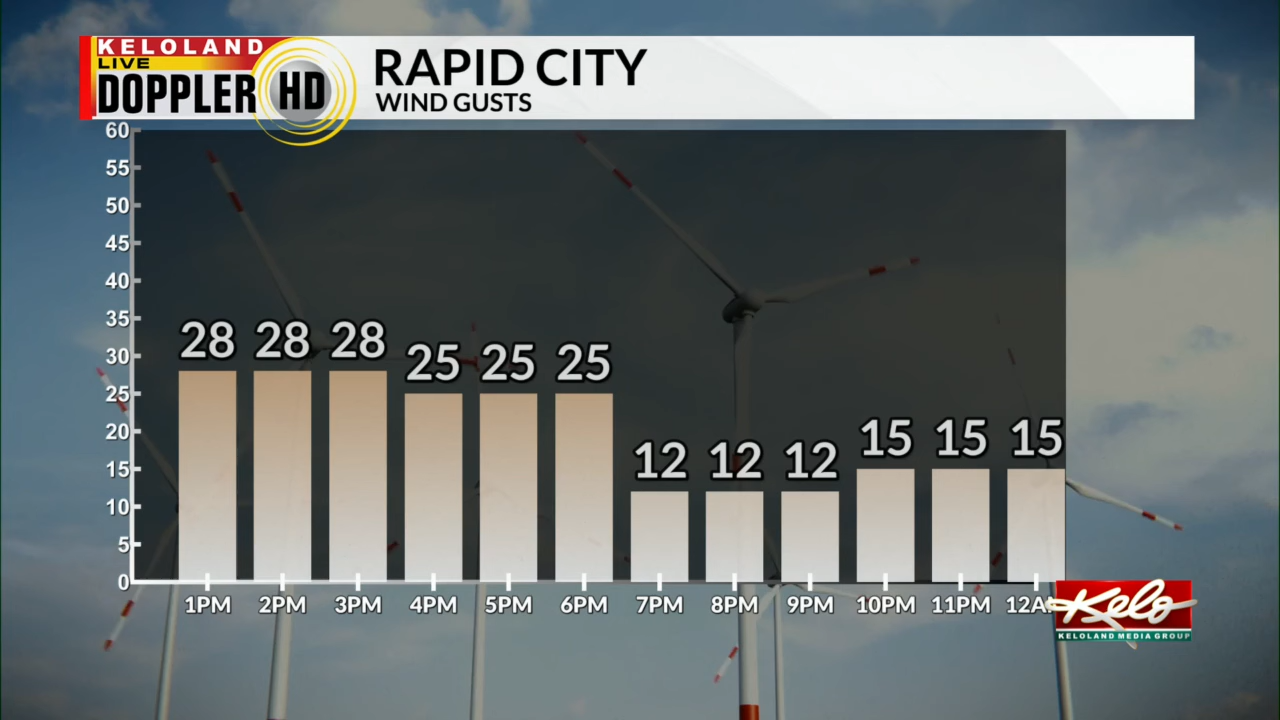 KELOLAND
LIVE
DOPPLER HD
RAPID CITY
WIND GUSTS
60
55
50
45
40
35
30
25
20
15
10
5
0
28 28 28 25 25 25 12 12 12 15 15 15
1PM 2PM 3PM 4PM 5PM 6PM 7PM 8PM 9PM 10PM 11PM 12A
Kelo
KELOLAND MEDIA GROUP